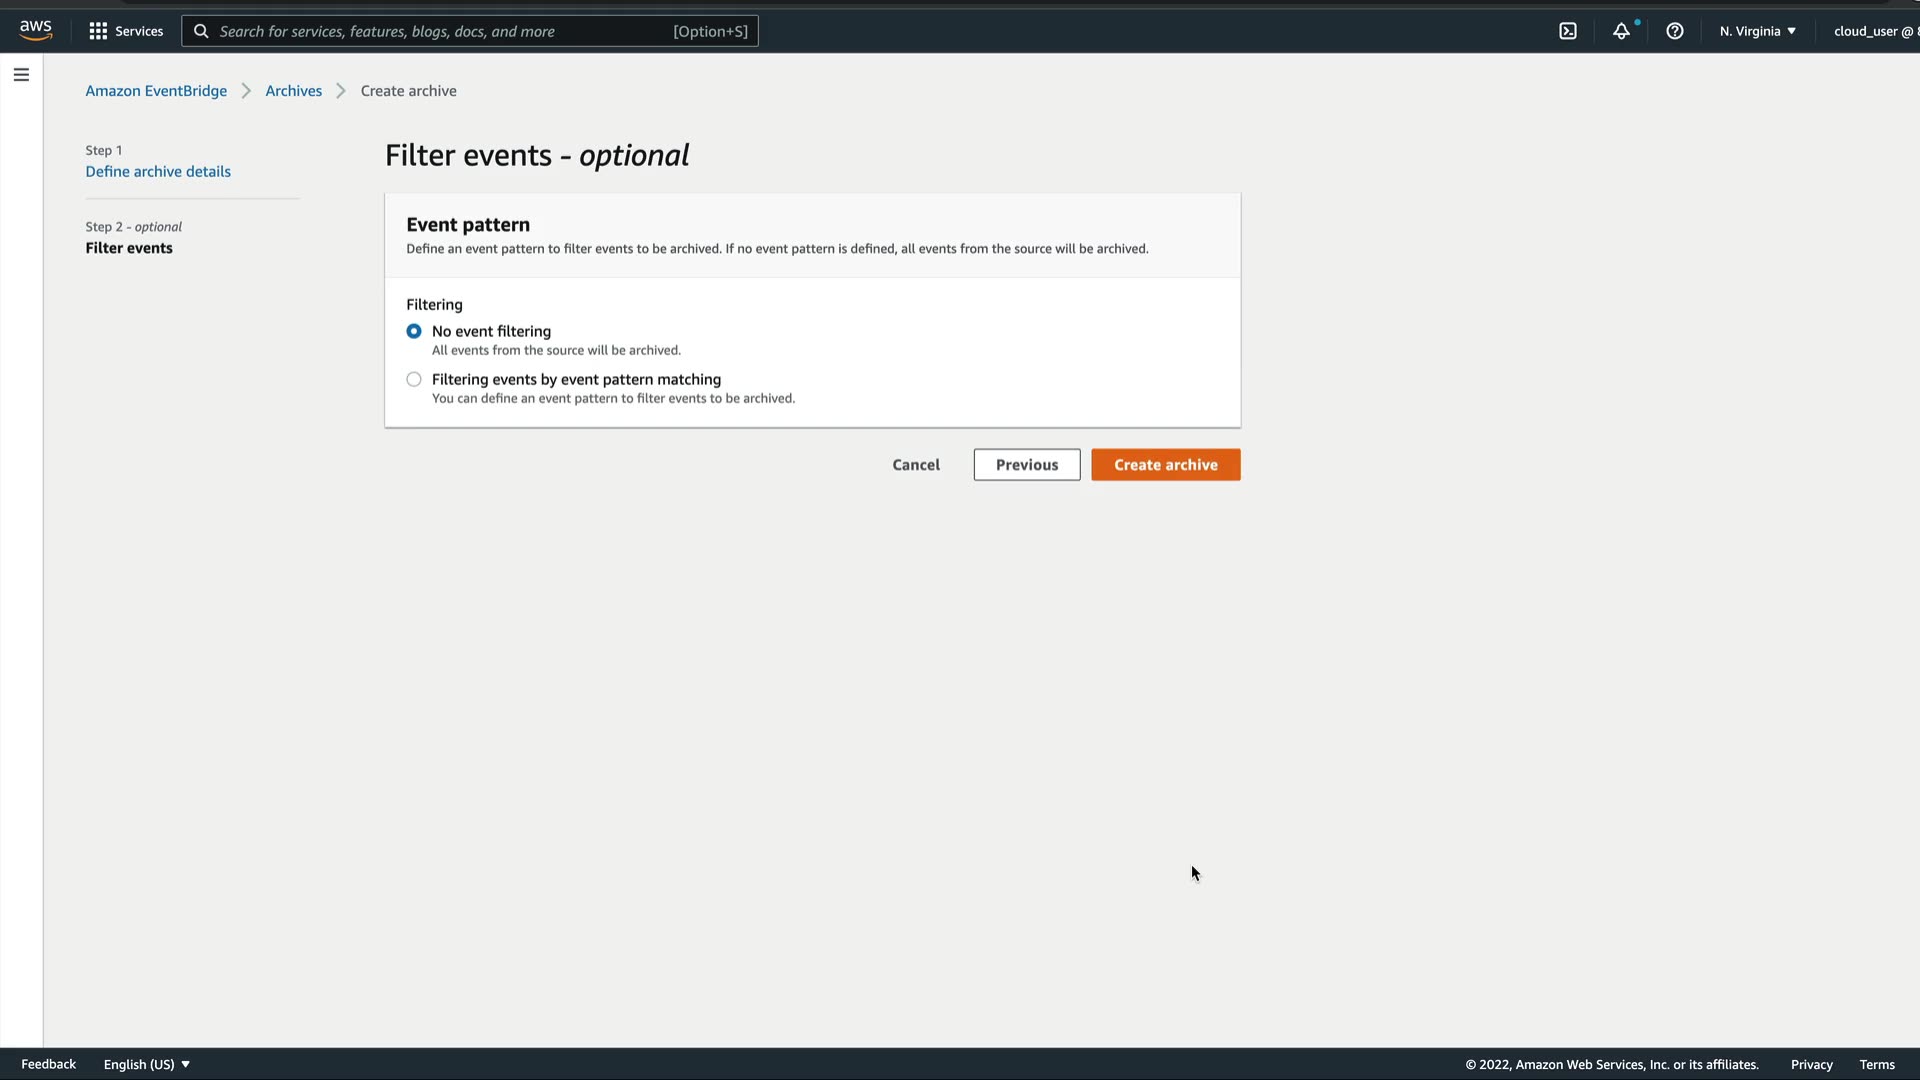 aws
Services
Search for services, features, blogs, docs, and more
[Option+S]
N. Virginia
cloud_user @
Amazon EventBridge
Archives
Create archive
Step 1
Define archive details
Step 2 - optional
Filter events
Filter events - optional
Event pattern
Define an event pattern to filter events to be archived. If no event pattern is defined, all events from the source will be archived.
Filtering
No event filtering
All events from the source will be archived.
Filtering events by event pattern matching
You can define an event pattern to filter events to be archived.
Cancel
Previous
Create archive
Feedback
English (US)
© 2022, Amazon Web Services, Inc. or its affiliates.
Privacy
Terms